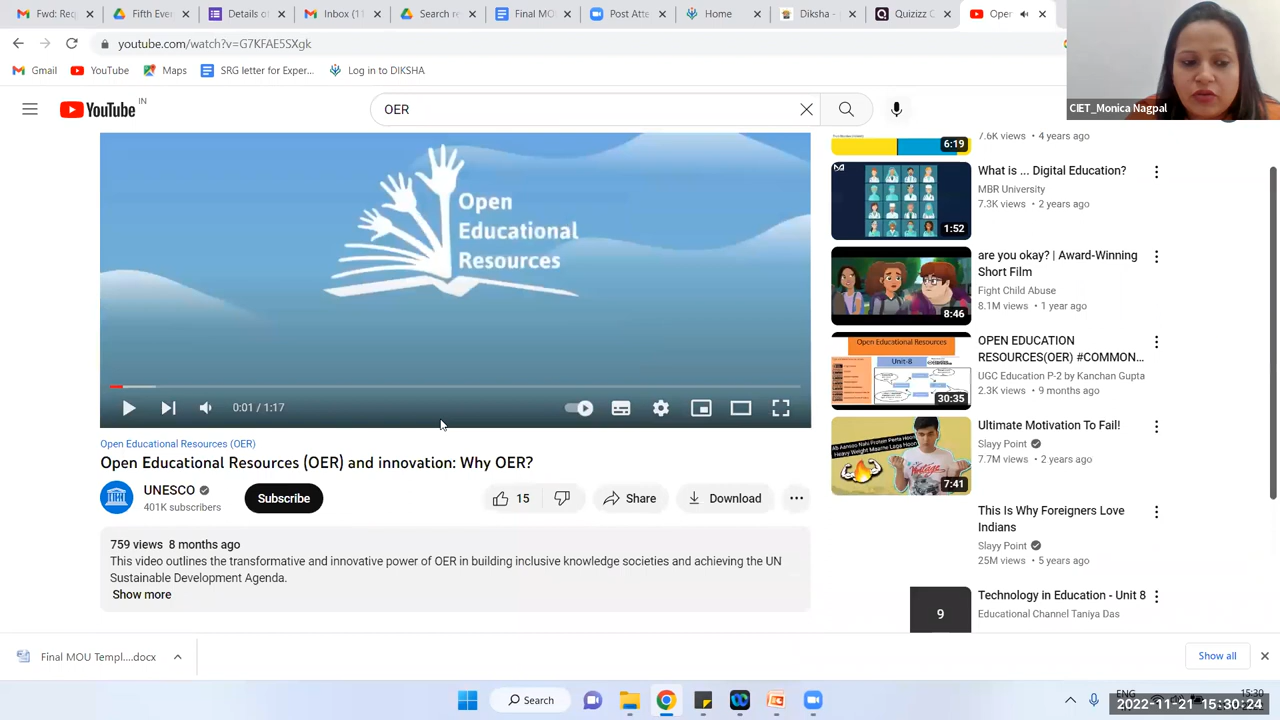 Fwd: Req
Fifth Ever
Details o
Inbox (1
Search re
Final MO
Post Atta
Home
Diksha -
Quizizz C
Open
youtube.com/watch?v=G7KFAE5SXgk
Gmail
YouTube
Maps
SRG letter for Exper...
Log in to DIKSHA
CIET_Monica Nagpal
YouTube
IN
OER
Open
Educational
Resources
0:01 / 1:17
Open Educational Resources (OER)
Open Educational Resources (OER) and innovation: Why OER?
UNESCO
401K subscribers
Subscribe
15
Share
Download
759 views 8 months ago
This video outlines the transformative and innovative power of OER in building inclusive knowledge societies and achieving the UN
Sustainable Development Agenda.
Show more
6:19
7.6K views • 4 years ago
What is ... Digital Education?
MBR University
7.3K views • 2 years ago
1:52
are you okay? | Award-Winning
Short Film
Fight Child Abuse
8.1M views • 1 year ago
8:46
Open Educational Resources
Unit-8
OPEN EDUCATION
RESOURCES(OER) #COMMON...
UGC Education P-2 by Kanchan Gupta
2.3K views • 9 months ago
30:35
Ultimate Motivation To Fail!
Slayy Point
7.7M views • 2 years ago
7:41
This Is Why Foreigners Love
Indians
Slayy Point
25M views • 5 years ago
Technology in Education - Unit 8
Educational Channel Taniya Das
9
Final MOU Templ....docx
Show all
Search
ENG
15:30
2022-11-21 15:30:24